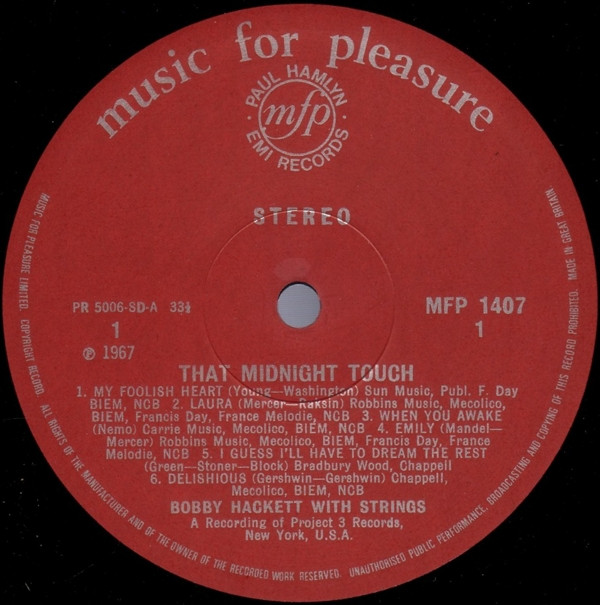 music for pleasure
· PAUL HAMLYN ·
mfp
EMI RECORDS
STEREO
PR 5006-SD-A 33⅓
MFP 1407
1
1
℗ 1967
THAT MIDNIGHT TOUCH
1. MY FOOLISH HEART (Young—Washington) Sun Music, Publ. F. Day
BIEM, NCB 2. LAURA (Mercer—Raksin) Robbins Music, Mecolico,
BIEM, Francis Day, France Melodie, NCB 3. WHEN YOU AWAKE
(Nemo) Carrie Music, Mecolico, BIEM, NCB 4. EMILY (Mandel—
Mercer) Robbins Music, Mecolico, BIEM, Francis Day, France
Melodie, NCB 5. I GUESS I'LL HAVE TO DREAM THE REST
(Green—Stoner—Block) Bradbury Wood, Chappell
6. DELISHIOUS (Gershwin—Gershwin) Chappell,
Mecolico, BIEM, NCB
BOBBY HACKETT WITH STRINGS
A Recording of Project 3 Records,
New York, U.S.A.
MUSIC FOR PLEASURE LIMITED. COPYRIGHT RECORD. ALL RIGHTS OF THE MANUFACTURER AND OF THE OWNER OF THE RECORDED WORK RESERVED. UNAUTHORISED PUBLIC PERFORMANCE, BROADCASTING AND COPYING OF THIS RECORD PROHIBITED. MADE IN GREAT BRITAIN.